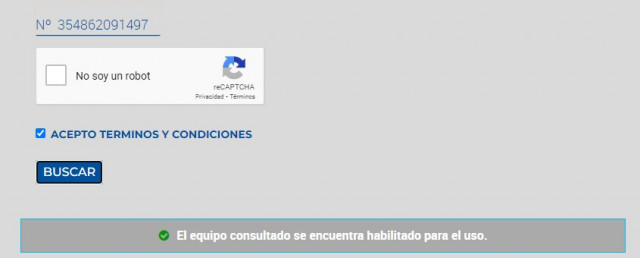 Nº 354862091497
No soy un robot
reCAPTCHA
Privacidad - Términos
ACEPTO TERMINOS Y CONDICIONES
BUSCAR
El equipo consultado se encuentra habilitado para el uso.